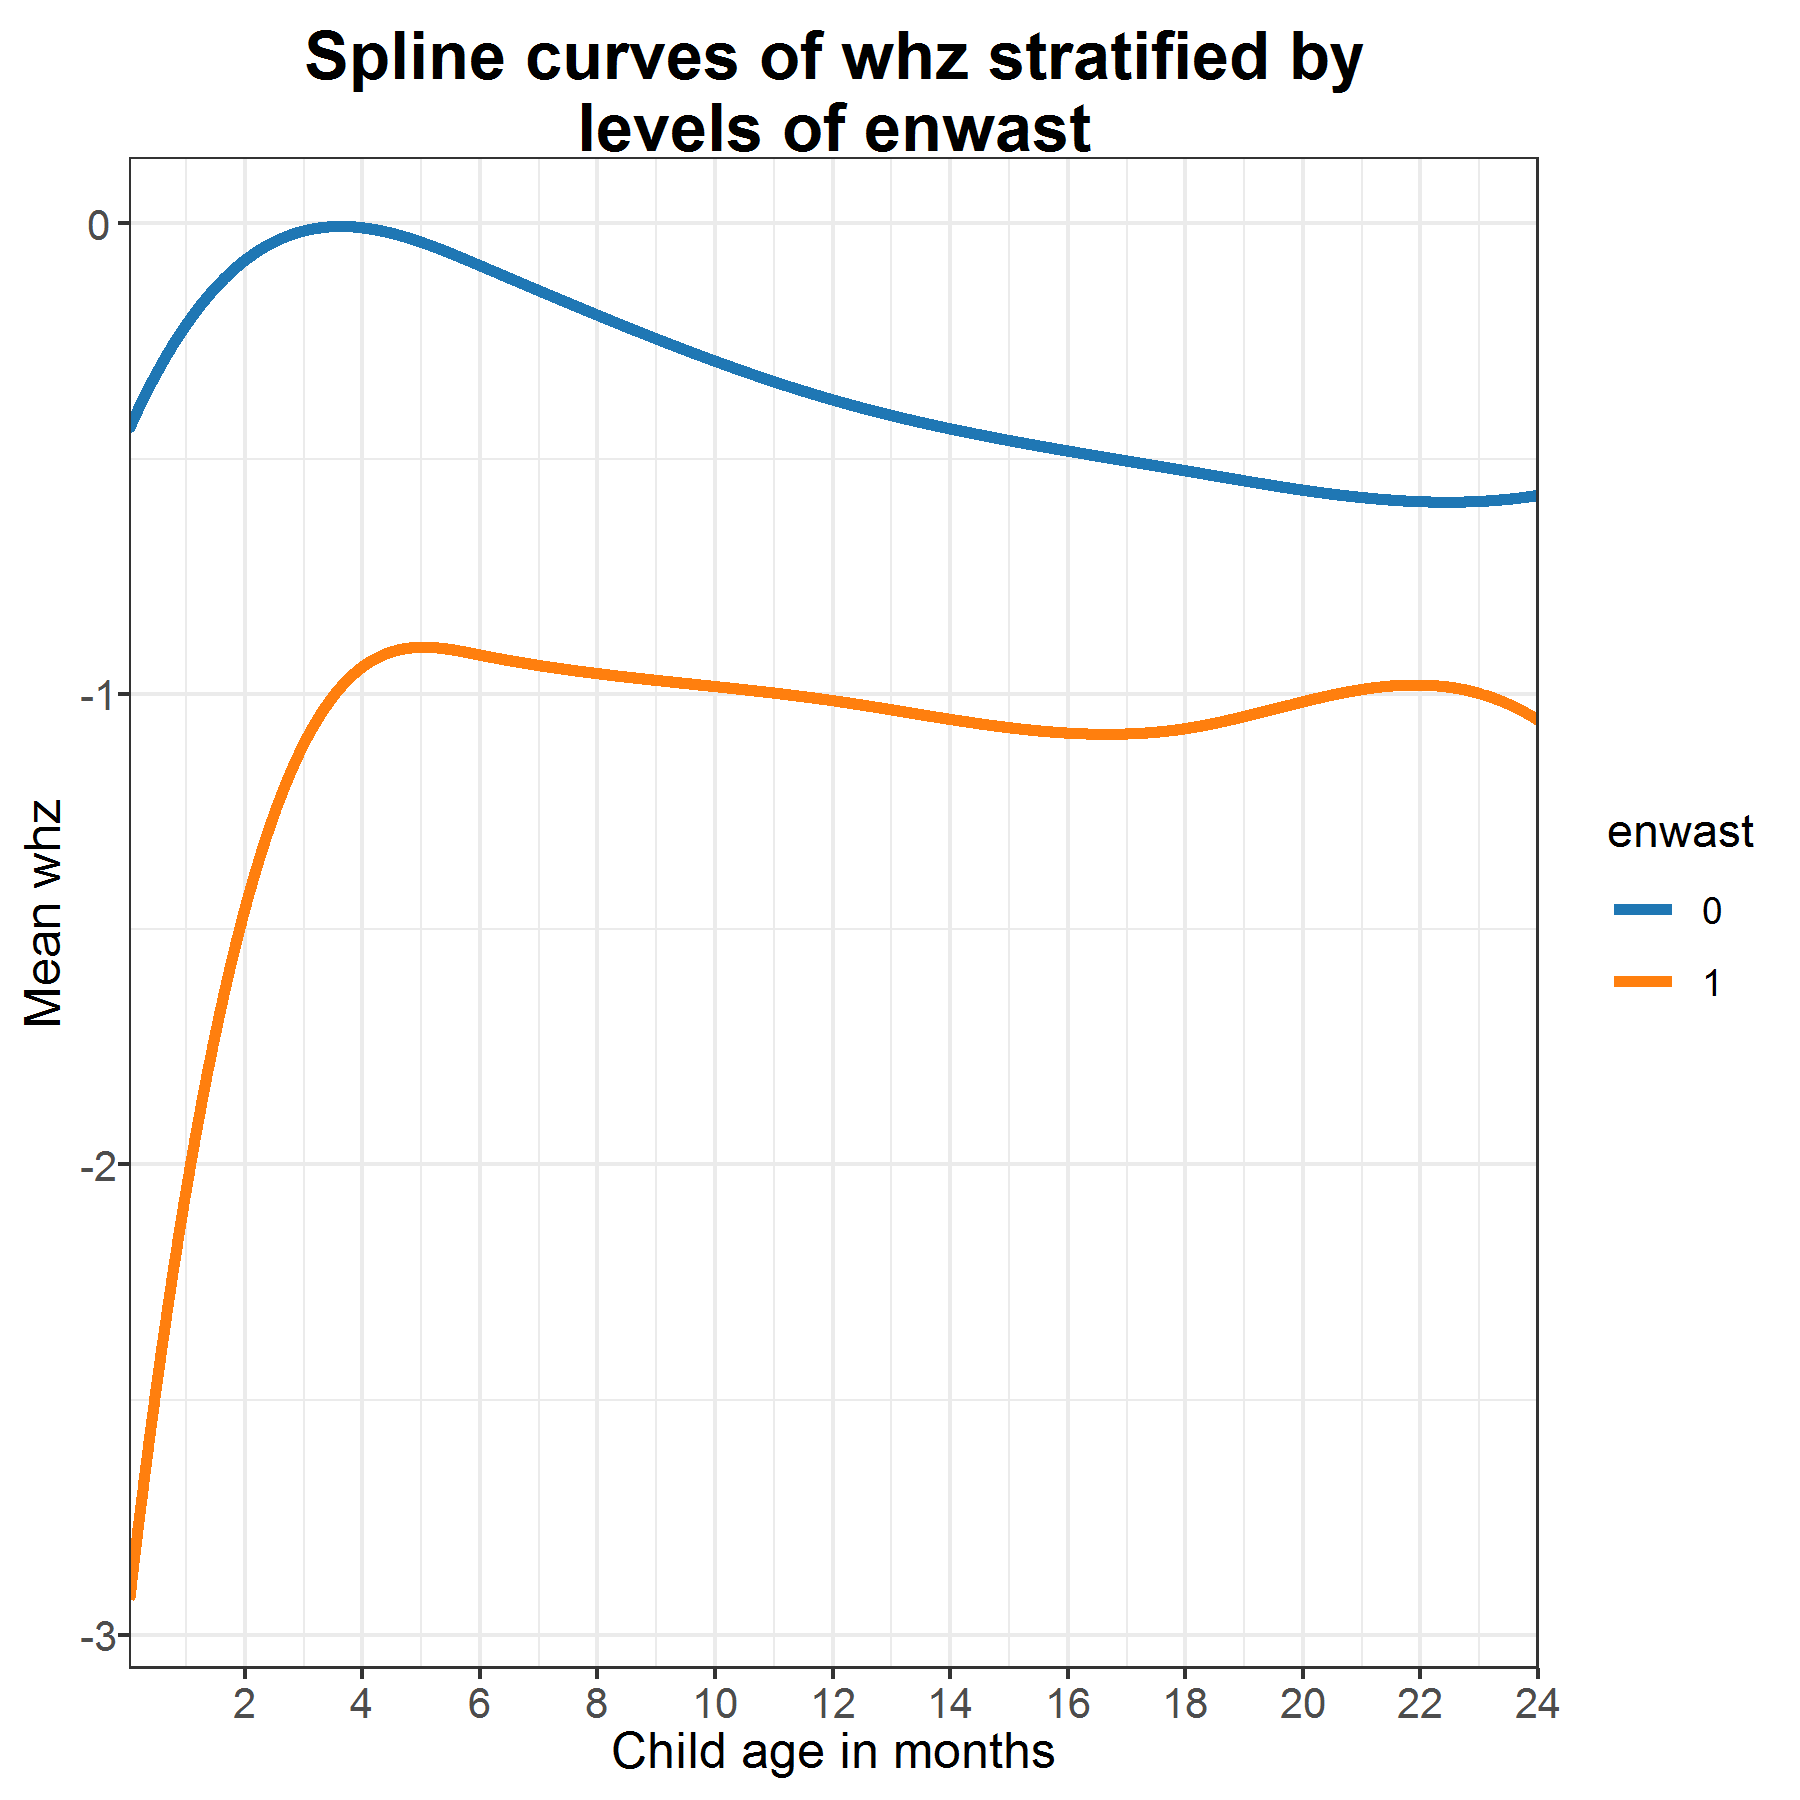 Spline curves of whz stratified by
levels of enwast
Mean whz
0
-1
-2
-3
2 4 6 8 10 12 14 16 18 20 22 24
Child age in months
enwast
0
1